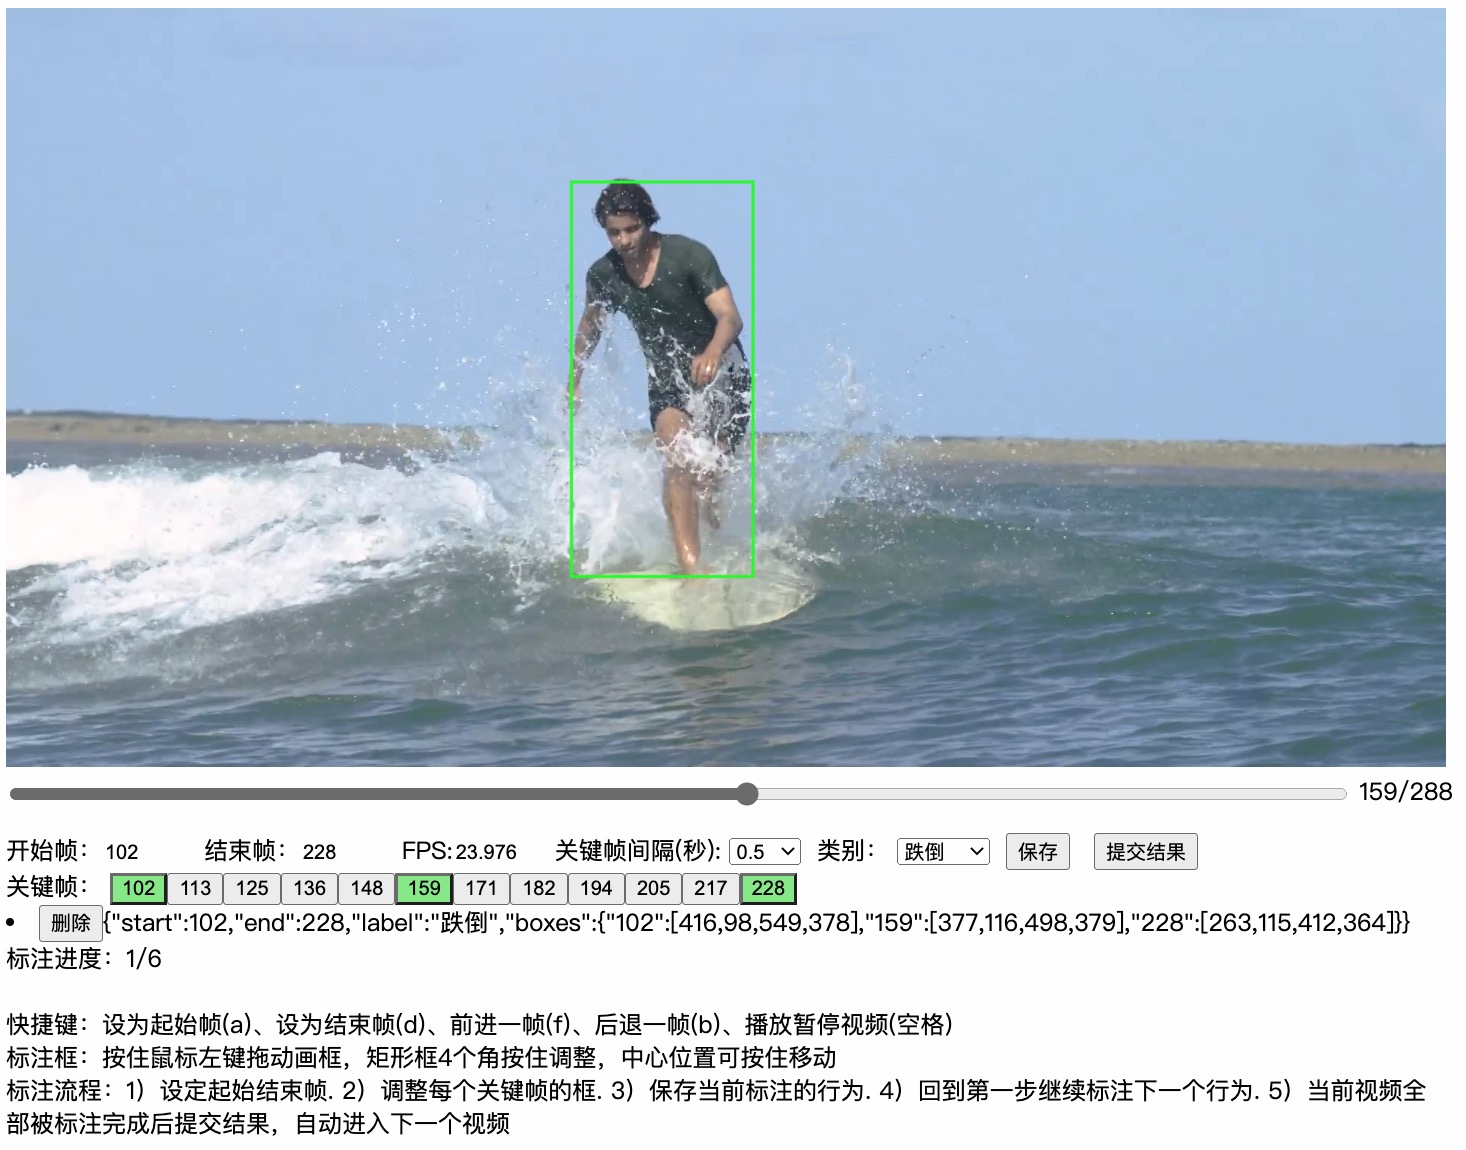 159/288
开始帧： 102 结束帧： 228 FPS: 23.976 关键帧间隔(秒): 0.5 类别： 跌倒 保存 提交结果
关键帧： 102 113 125 136 148 159 171 182 194 205 217 228
• 删除 {"start":102,"end":228,"label":"跌倒","boxes":{"102":[416,98,549,378],"159":[377,116,498,379],"228":[263,115,412,364]}}
标注进度：1/6
快捷键：设为起始帧(a)、设为结束帧(d)、前进一帧(f)、后退一帧(b)、播放暂停视频(空格)
标注框：按住鼠标左键拖动画框，矩形框4个角按住调整，中心位置可按住移动
标注流程：1）设定起始结束帧. 2）调整每个关键帧的框. 3）保存当前标注的行为. 4）回到第一步继续标注下一个行为. 5）当前视频全
部被标注完成后提交结果，自动进入下一个视频